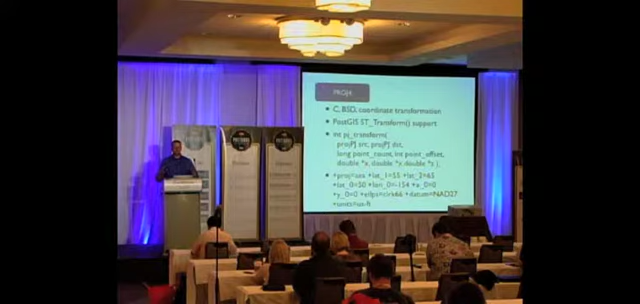 PROJ4
• C, BSD, coordinate transformation
• PostGIS ST_Transform() support
• int pj_transform(
projPJ src, projPJ dst,
long point_count, int point_offset,
double *x, double *y, double *z );
• +proj=aea +lat_1=55 +lat_2=65
+lat_0=50 +lon_0=-154 +x_0=0
+y_0=0 +ellps=clrk66 +datum=NAD27
+units=us-ft